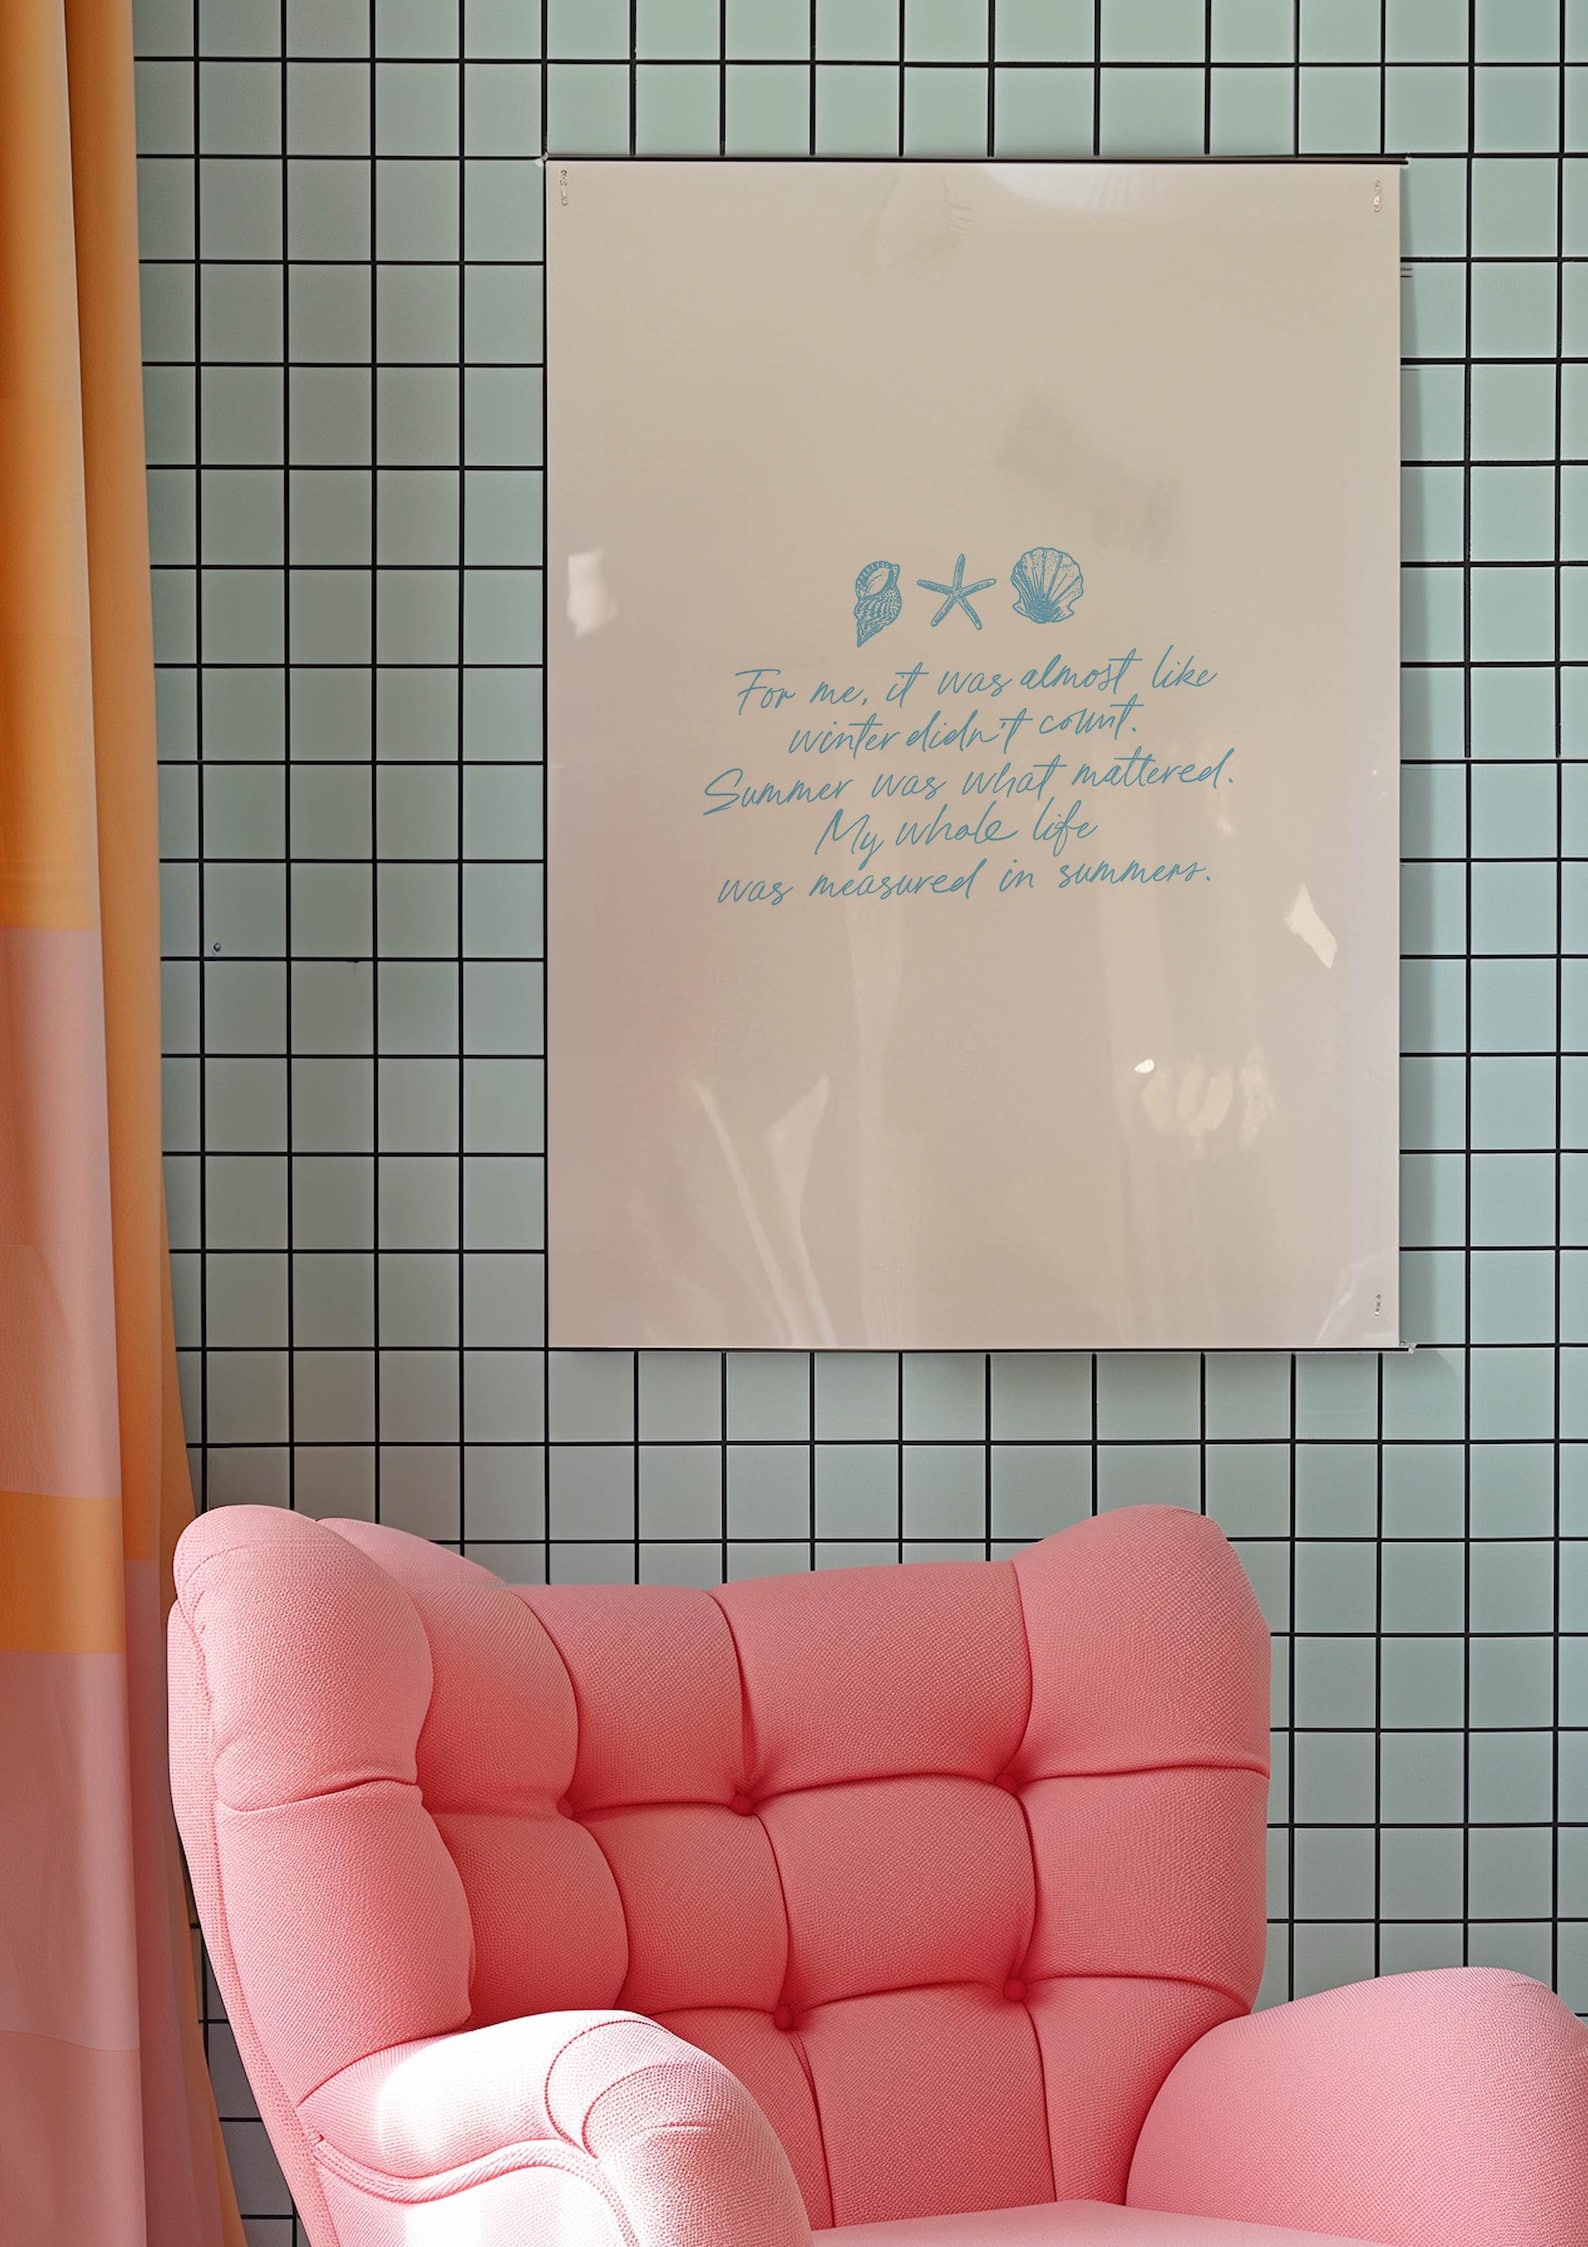 For me, it was almost like
winter didn't count.
Summer was what mattered.
My whole life
was measured in summers.